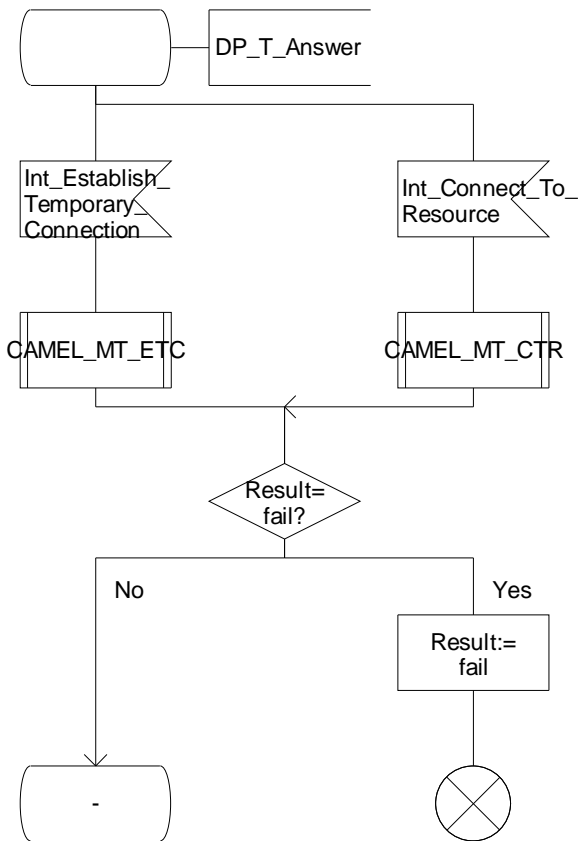 DP_T_Answer
Int_Establish_
Temporary_
Connection
Int_Connect_To_
Resource
CAMEL_MT_ETC
CAMEL_MT_CTR
Result=
fail?
No
Yes
Result:=
fail
-